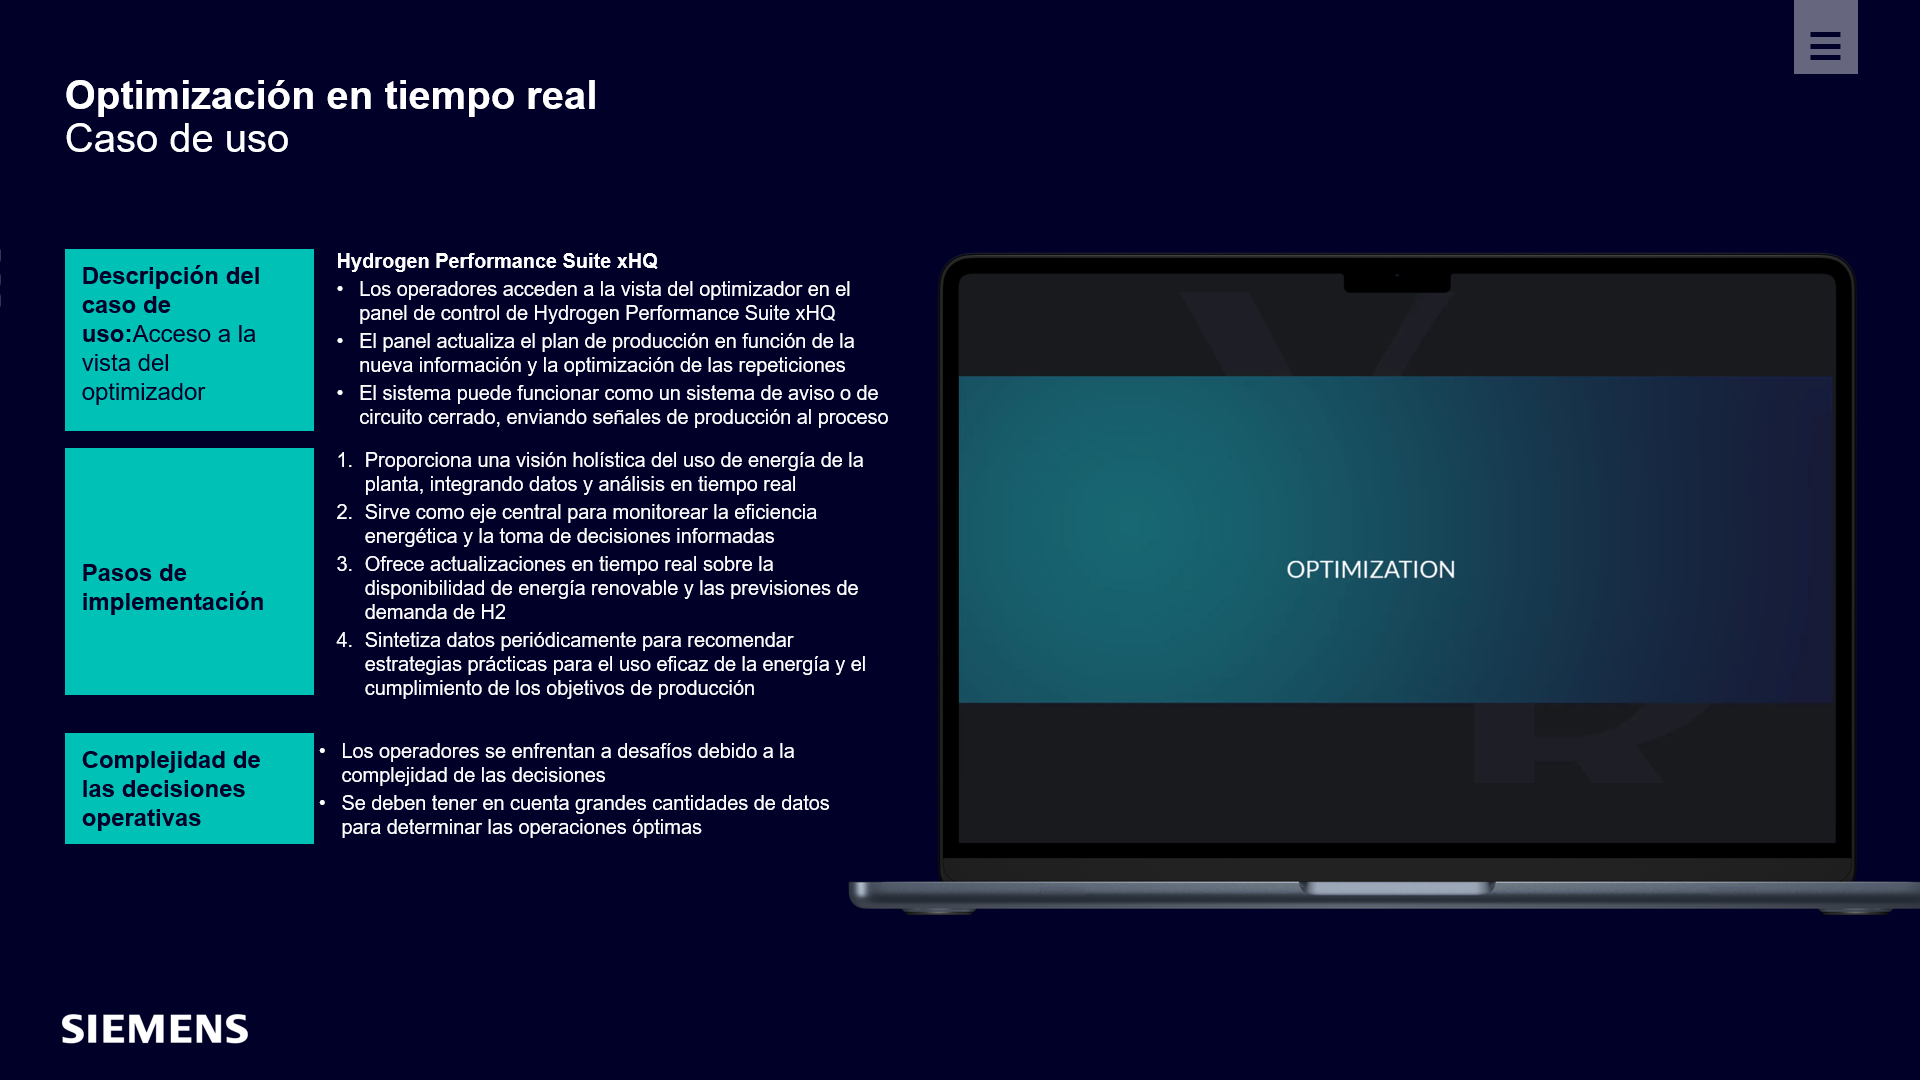 Optimización en tiempo real
Caso de uso
Descripción del
caso de
uso:Acceso a la
vista del
optimizador
Hydrogen Performance Suite xHQ
• Los operadores acceden a la vista del optimizador en el
panel de control de Hydrogen Performance Suite xHQ
• El panel actualiza el plan de producción en función de la
nueva información y la optimización de las repeticiones
• El sistema puede funcionar como un sistema de aviso o de
circuito cerrado, enviando señales de producción al proceso
Pasos de
implementación
1. Proporciona una visión holística del uso de energía de la
planta, integrando datos y análisis en tiempo real
2. Sirve como eje central para monitorear la eficiencia
energética y la toma de decisiones informadas
3. Ofrece actualizaciones en tiempo real sobre la
disponibilidad de energía renovable y las previsiones de
demanda de H2
4. Sintetiza datos periódicamente para recomendar
estrategias prácticas para el uso eficaz de la energía y el
cumplimiento de los objetivos de producción
Complejidad de
las decisiones
operativas
• Los operadores se enfrentan a desafíos debido a la
complejidad de las decisiones
• Se deben tener en cuenta grandes cantidades de datos
para determinar las operaciones óptimas
OPTIMIZATION
SIEMENS